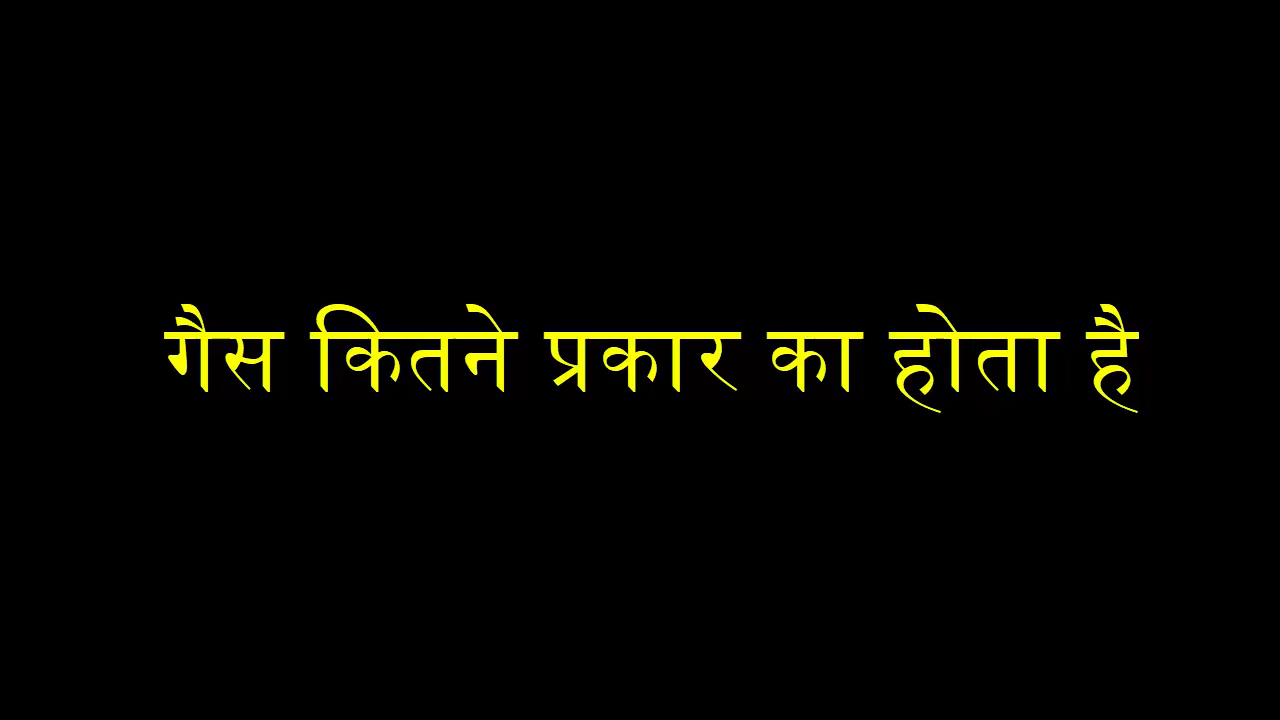 गैस कितने प्रकार का होता है